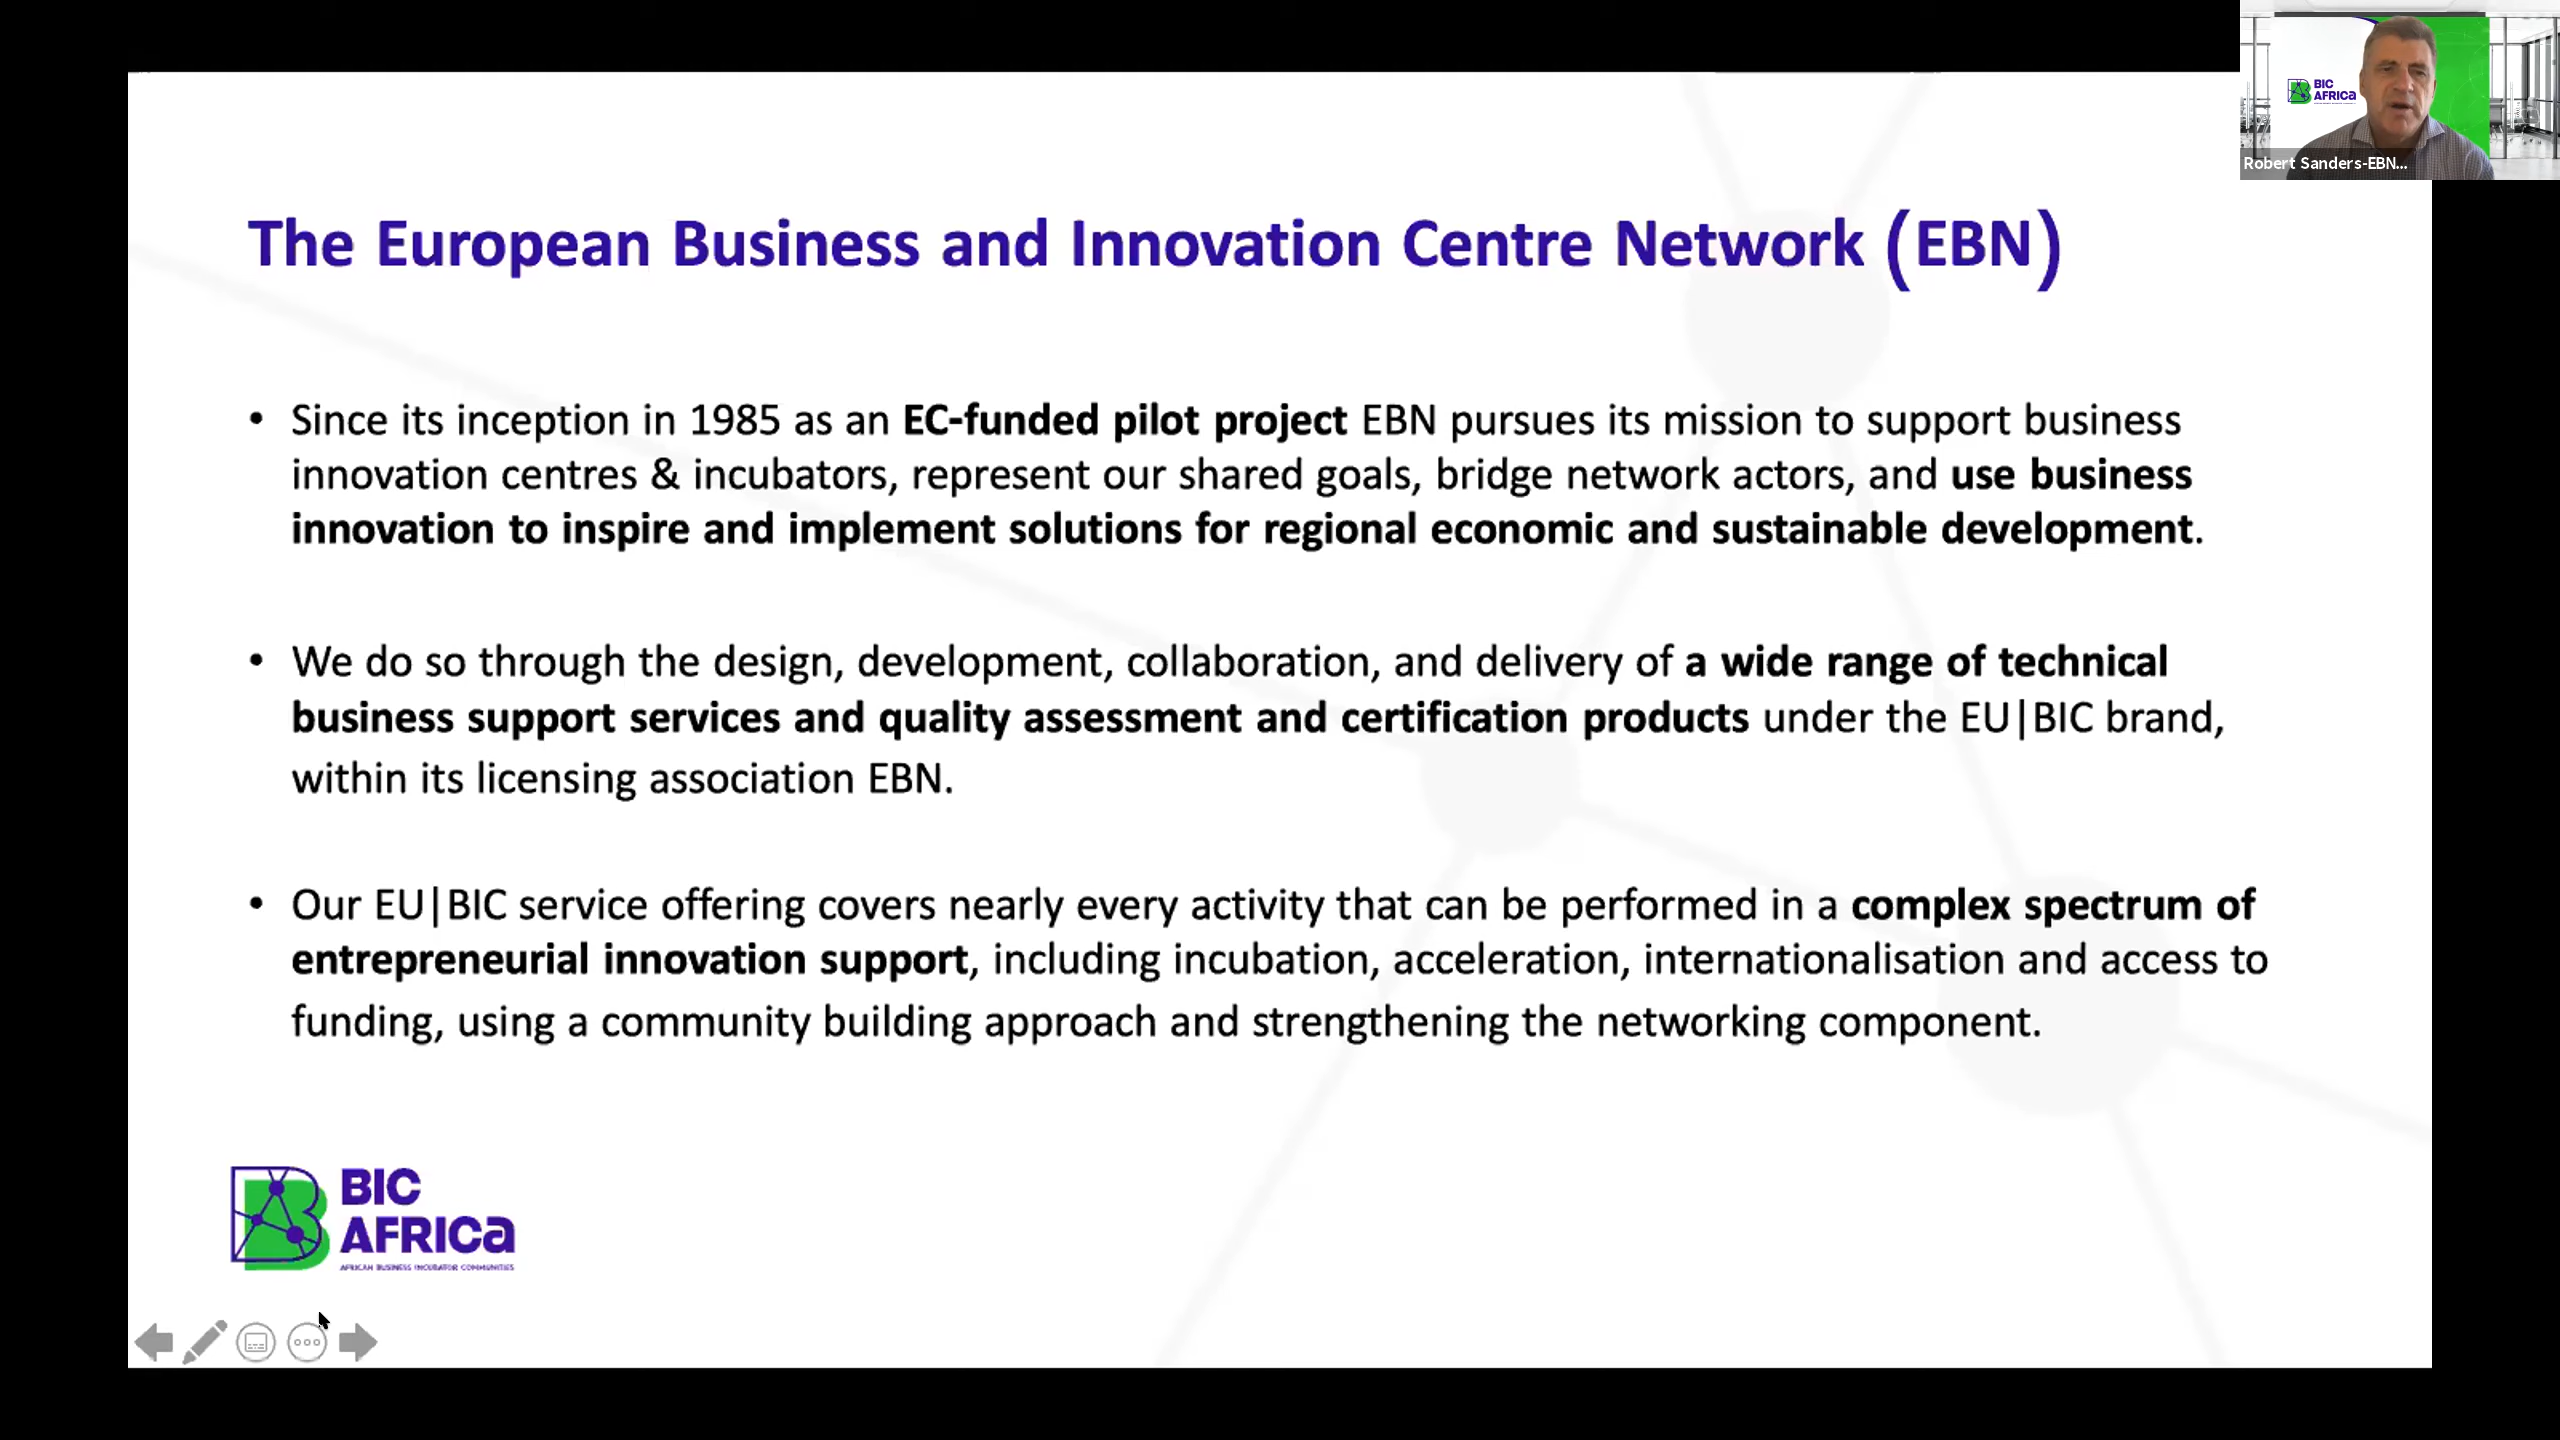 BIC
AFRICA
Robert Sanders-EBN...
The European Business and Innovation Centre Network (EBN)
• Since its inception in 1985 as an EC-funded pilot project EBN pursues its mission to support business
innovation centres & incubators, represent our shared goals, bridge network actors, and use business
innovation to inspire and implement solutions for regional economic and sustainable development.
• We do so through the design, development, collaboration, and delivery of a wide range of technical
business support services and quality assessment and certification products under the EU|BIC brand,
within its licensing association EBN.
• Our EU|BIC service offering covers nearly every activity that can be performed in a complex spectrum of
entrepreneurial innovation support, including incubation, acceleration, internationalisation and access to
funding, using a community building approach and strengthening the networking component.
BIC
AFRICA
AFRICAN BUSINESS INCUBATOR COMMUNITIES